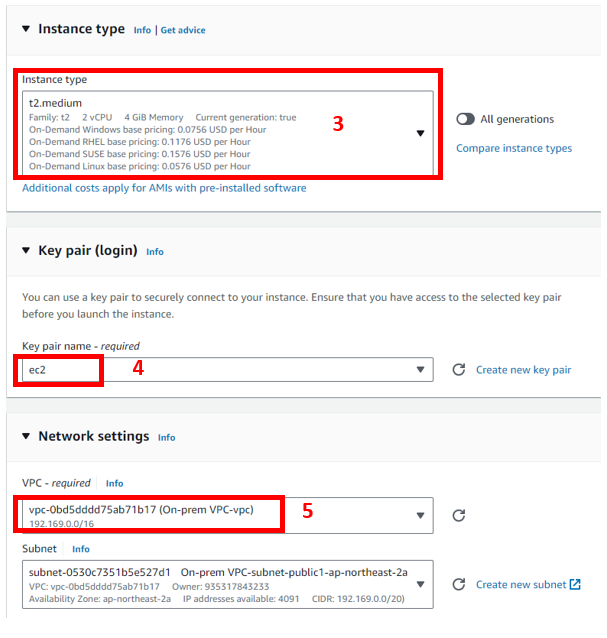 Instance type Info | Get advice
Instance type
t2.medium
Family: t2 2 vCPU 4 GiB Memory Current generation: true
On-Demand Windows base pricing: 0.0756 USD per Hour
On-Demand RHEL base pricing: 0.1176 USD per Hour
On-Demand SUSE base pricing: 0.1576 USD per Hour
On-Demand Linux base pricing: 0.0576 USD per Hour
3
All generations
Compare instance types
Additional costs apply for AMIs with pre-installed software
Key pair (login) Info
You can use a key pair to securely connect to your instance. Ensure that you have access to the selected key pair
before you launch the instance.
Key pair name - required
ec2
4
Create new key pair
Network settings Info
VPC - required Info
vpc-0bd5dddd75ab71b17 (On-prem VPC-vpc)
192.169.0.0/16
5
Subnet Info
subnet-0530c7351b5e527d1 On-prem VPC-subnet-public1-ap-northeast-2a
VPC: vpc-0bd5dddd75ab71b17 Owner: 935317843233
Availability Zone: ap-northeast-2a IP addresses available: 4091 CIDR: 192.169.0.0/20)
Create new subnet